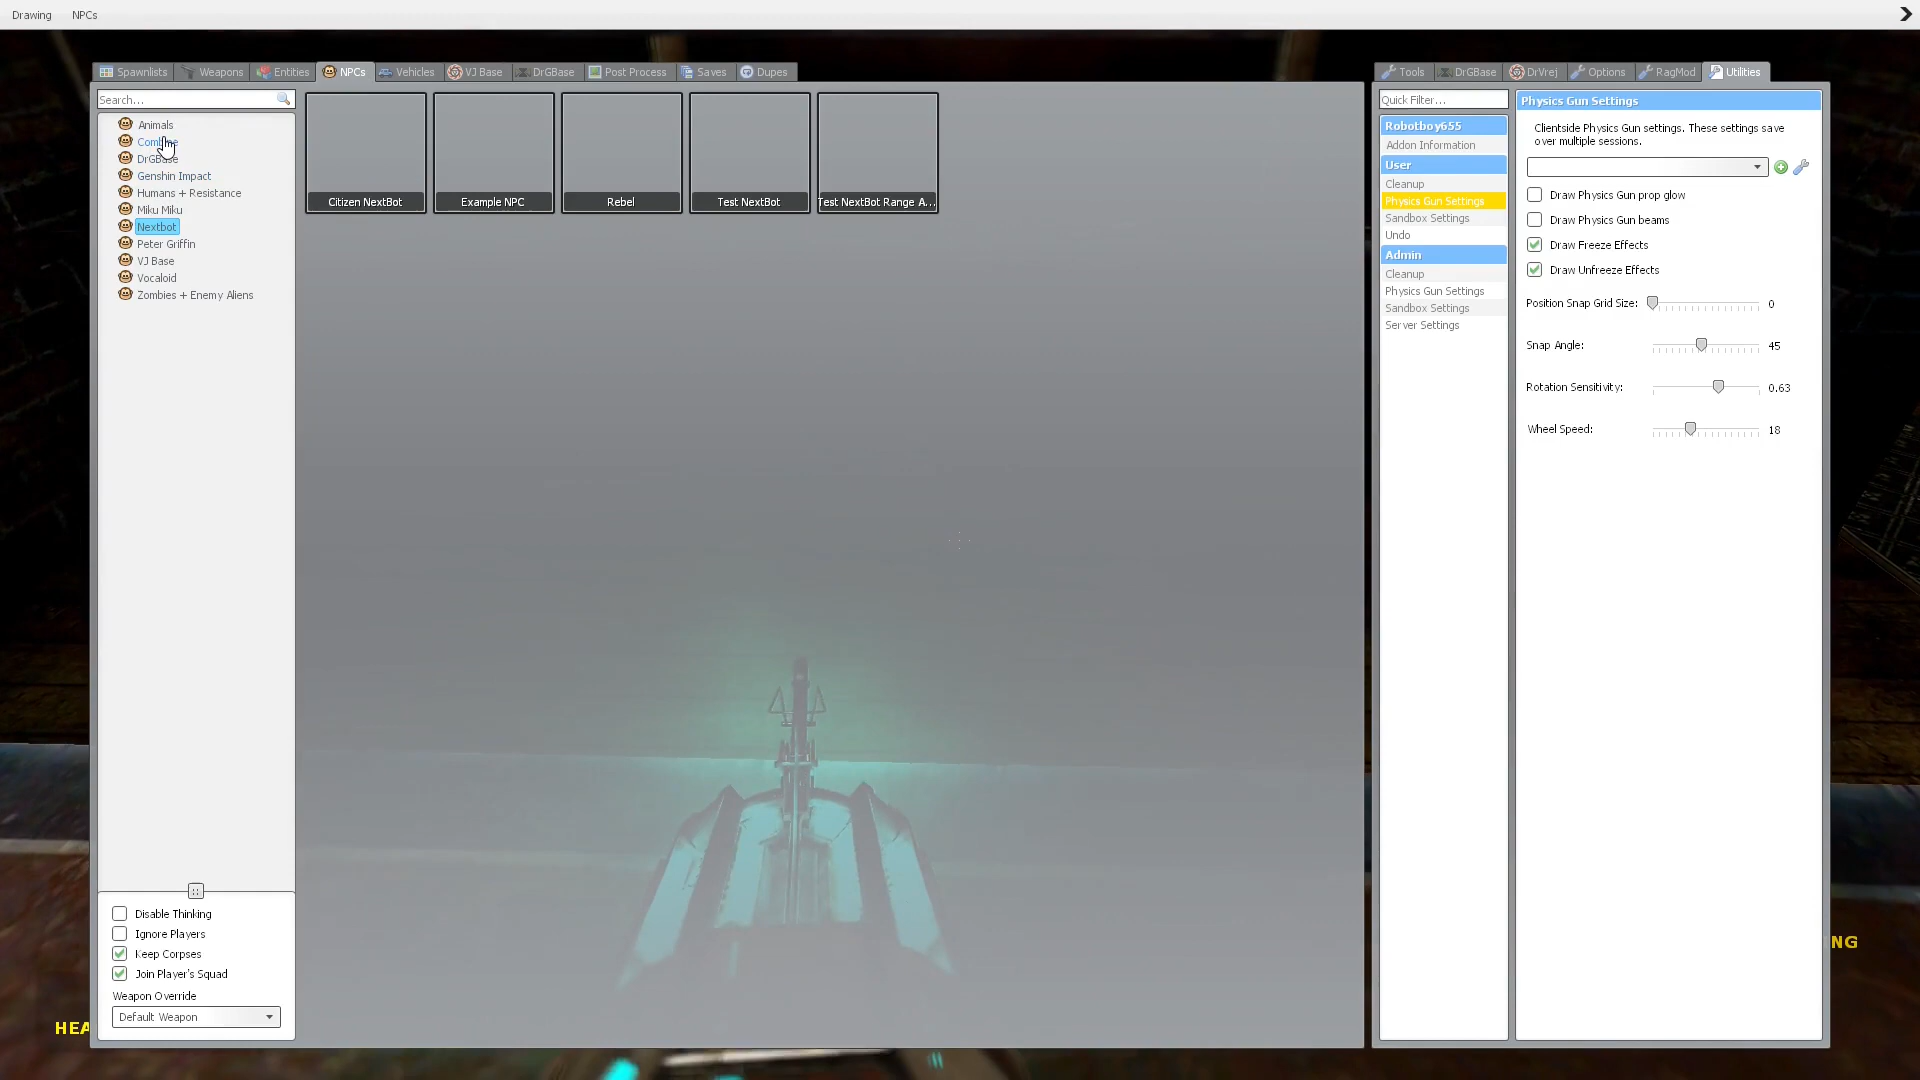 Drawing NPCs
Spawnlists Weapons Entities NPCs Vehicles VJ Base DrGBase Post Process Saves Dupes
Tools DrGBase DrVrej Options RagMod Utilities
Search...
Animals
Combine
DrGBase
Genshin Impact
Humans + Resistance
Miku Miku
Nextbot
Peter Griffin
VJ Base
Vocaloid
Zombies + Enemy Aliens
Citizen NextBot Example NPC Rebel Test NextBot Test NextBot Range A...
Disable Thinking
Ignore Players
Keep Corpses
Join Player's Squad
Weapon Override
Default Weapon
HEA
Quick Filter...
Robotboy655
Addon Information
User
Cleanup
Physics Gun Settings
Sandbox Settings
Undo
Admin
Cleanup
Physics Gun Settings
Sandbox Settings
Server Settings
Physics Gun Settings
Clientside Physics Gun settings. These settings save
over multiple sessions.
Draw Physics Gun prop glow
Draw Physics Gun beams
Draw Freeze Effects
Draw Unfreeze Effects
Position Snap Grid Size: 0
Snap Angle: 45
Rotation Sensitivity: 0.63
Wheel Speed: 18
NG